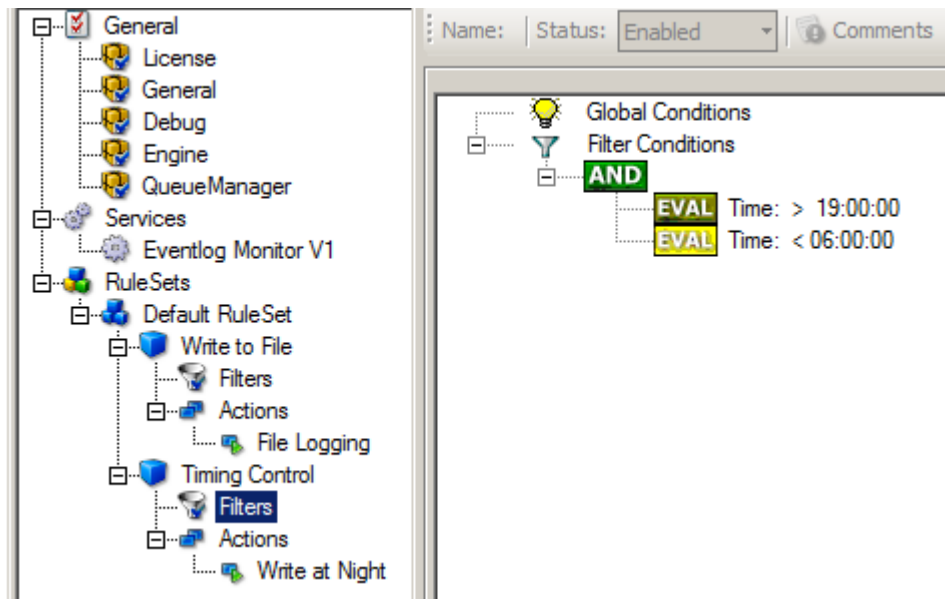 General
License
General
Debug
Engine
QueueManager
Services
Eventlog Monitor V1
RuleSets
Default RuleSet
Write to File
Filters
Actions
File Logging
Timing Control
Filters
Actions
Write at Night
Name: Status: Enabled Comments
Global Conditions
Filter Conditions
AND
EVAL Time: > 19:00:00
EVAL Time: < 06:00:00